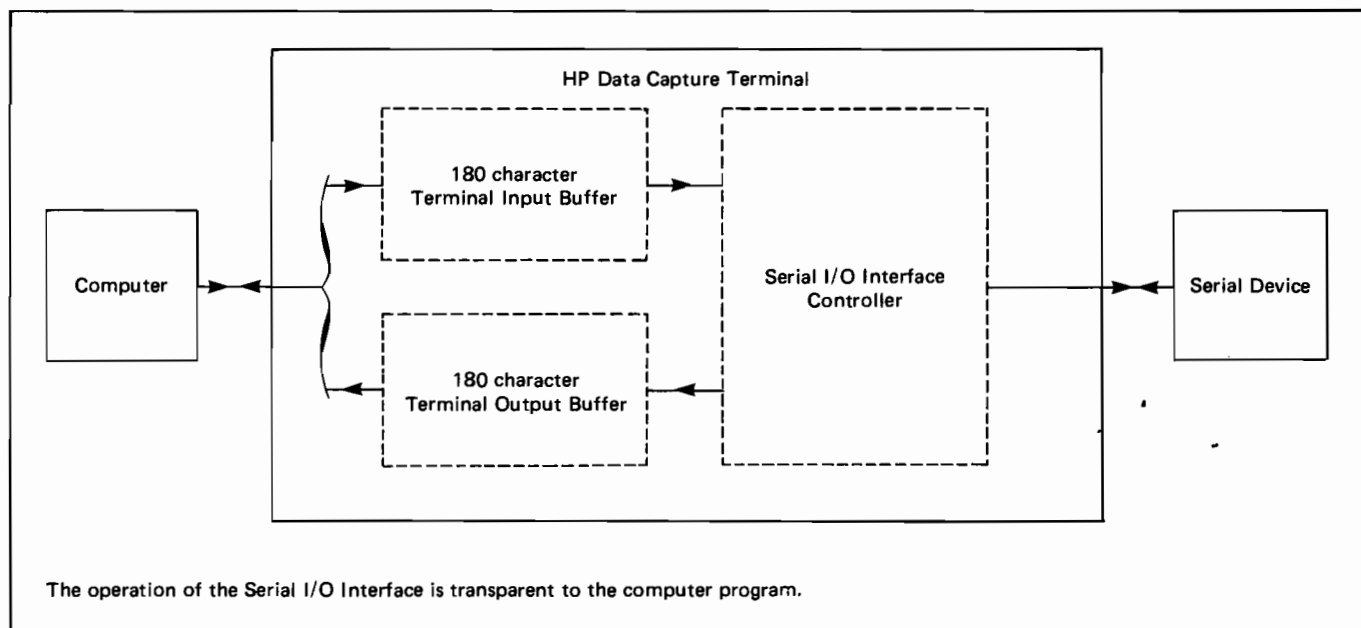 HP Data Capture Terminal
180 character
Terminal Input Buffer
Computer
Serial I/O Interface
Controller
Serial Device
180 character
Terminal Output Buffer
The operation of the Serial I/O Interface is transparent to the computer program.